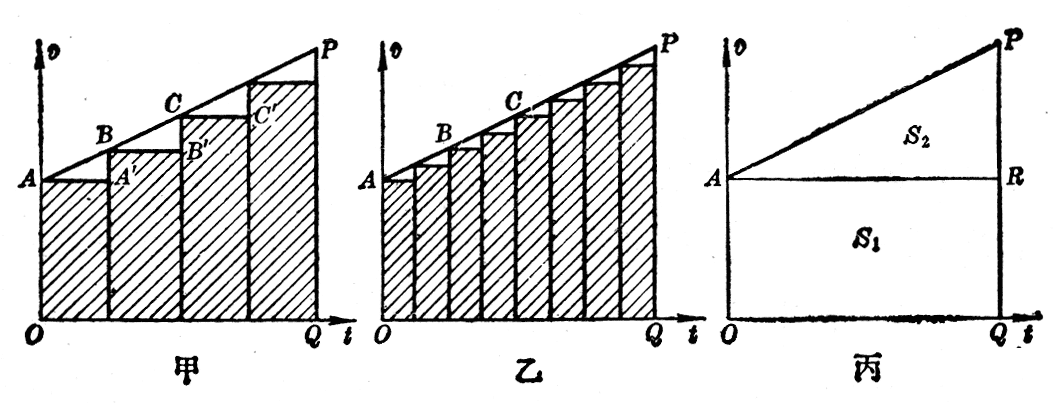 v P v P v P
C C
B B S₂
C′
B′
A A′ A A R
S₁
O Q t O Q t O Q t
甲 乙 丙